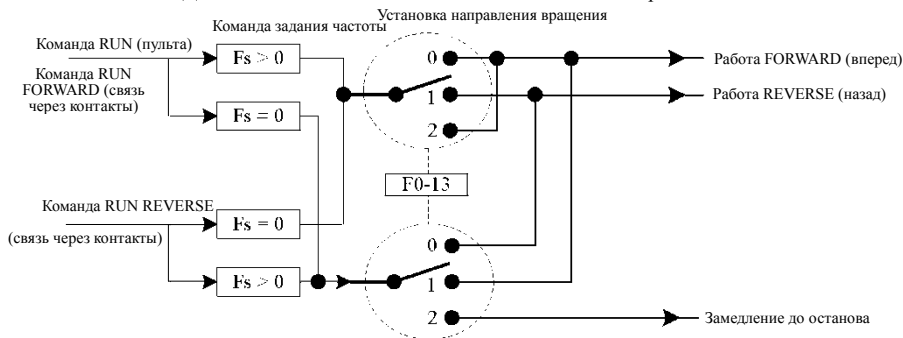 Установка направления вращения
Команда задания частоты
Команда RUN (пульта)
Fs > 0
0
Работа FORWARD (вперед)
Команда RUN
FORWARD (связь
через контакты)
1
Работа REVERSE (назад)
Fs = 0
2
F0-13
Команда RUN REVERSE
(связь через контакты)
Fs = 0
0
Fs > 0
1
2
Замедление до останова